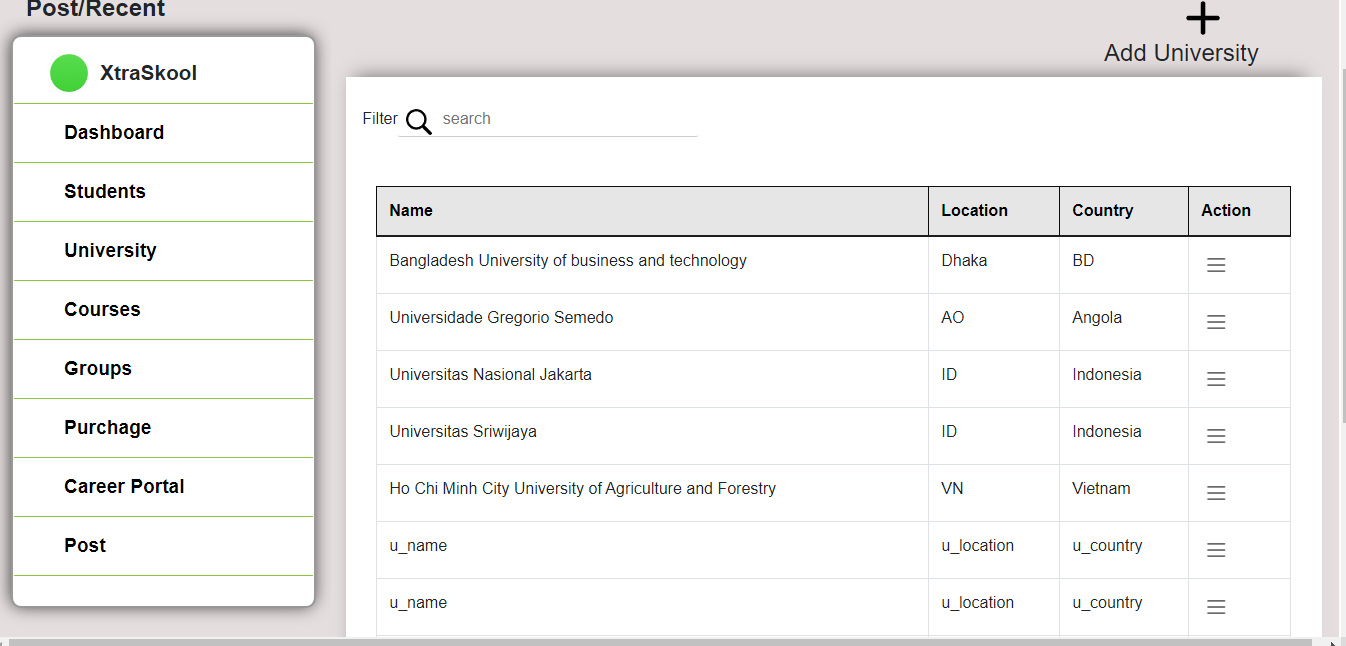 Post/Recent
XtraSkool
Dashboard
Students
University
Courses
Groups
Purchage
Career Portal
Post
Add University
Filter search
Name Location Country Action
Bangladesh University of business and technology Dhaka BD
Universidade Gregorio Semedo AO Angola
Universitas Nasional Jakarta ID Indonesia
Universitas Sriwijaya ID Indonesia
Ho Chi Minh City University of Agriculture and Forestry VN Vietnam
u_name u_location u_country
u_name u_location u_country